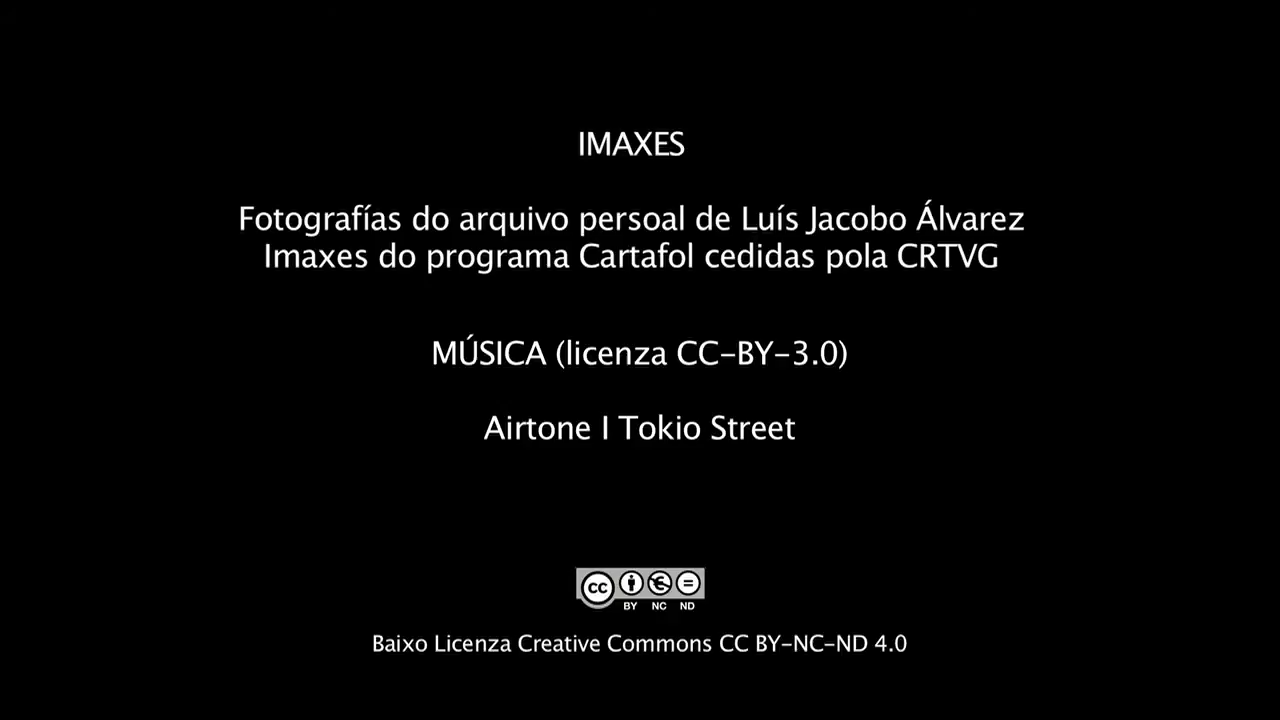 IMAXES
Fotografías do arquivo persoal de Luís Jacobo Álvarez
Imaxes do programa Cartafol cedidas pola CRTVG
MÚSICA (licenza CC-BY-3.0)
Airtone I Tokio Street
cc
BY NC ND
Baixo Licenza Creative Commons CC BY-NC-ND 4.0